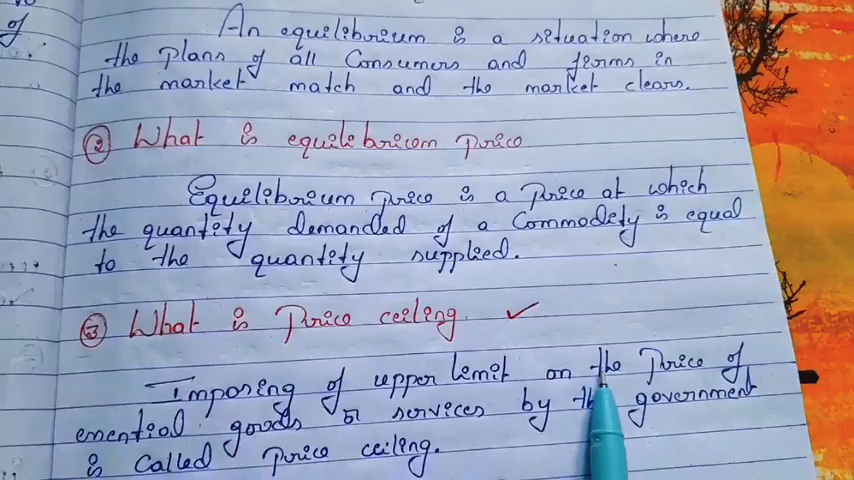 of
An equilibrium is a situation where
the plans of all Consumers and firms in
the market match and the market clears.
② What is equilibricom price
Equilibrium price is a price at which
the quantity demanded of a Commodety is equal
to the quantity supplied.
③ What is Price ceiling. ✓
Imposing of upper limit on the Price of
essential goods or services by the government
is Called price ceiling.